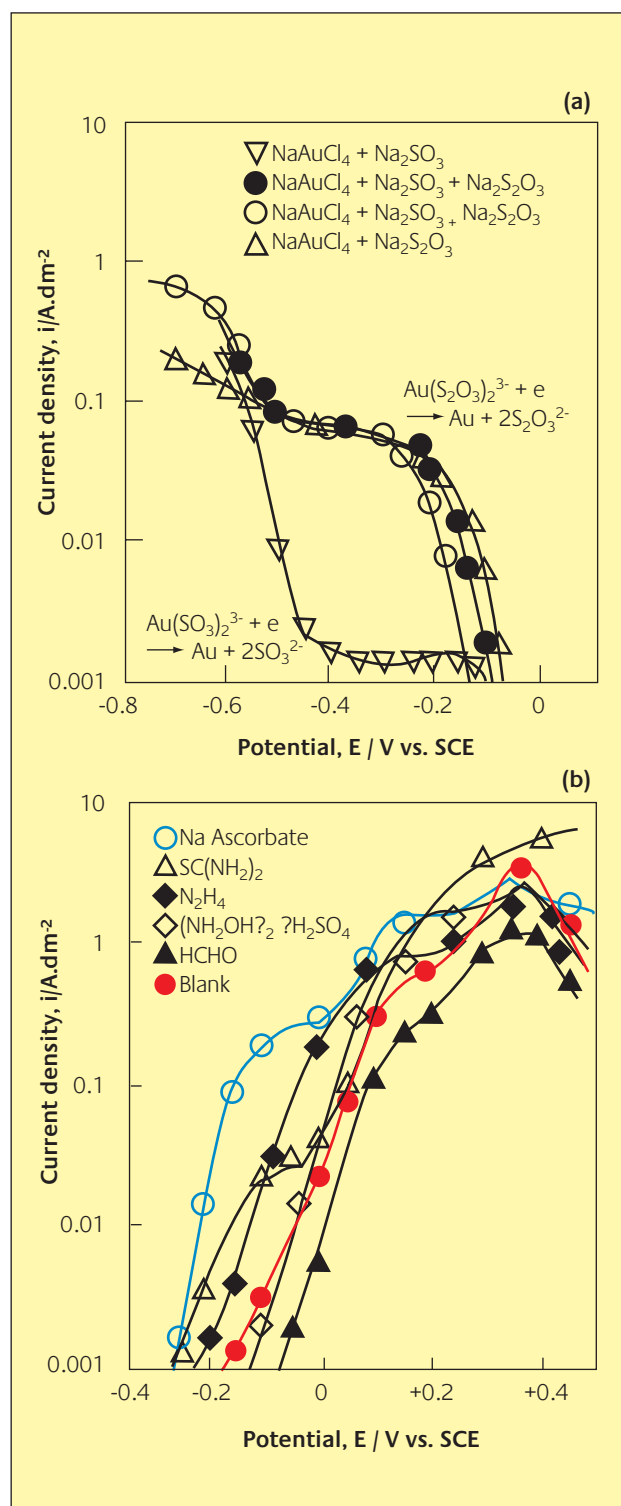 (a)
10
1
0.1
0.01
0.001
Current density, i/A.dm⁻²
NaAuCl₄ + Na₂SO₃
NaAuCl₄ + Na₂SO₃ + Na₂S₂O₃
NaAuCl₄ + Na₂SO₃ ₊ Na₂S₂O₃
NaAuCl₄ + Na₂S₂O₃
Au(S₂O₃)₂³⁻ + e
→ Au + 2S₂O₃²⁻
Au(SO₃)₂³⁻ + e
→ Au + 2SO₃²⁻
-0.8 -0.6 -0.4 -0.2 0
Potential, E / V vs. SCE
(b)
10
1
0.1
0.01
0.001
Current density, i/A.dm⁻²
Na Ascorbate
SC(NH₂)₂
N₂H₄
(NH₂OH?₂ ?H₂SO₄
HCHO
Blank
-0.4 -0.2 0 +0.2 +0.4
Potential, E / V vs. SCE